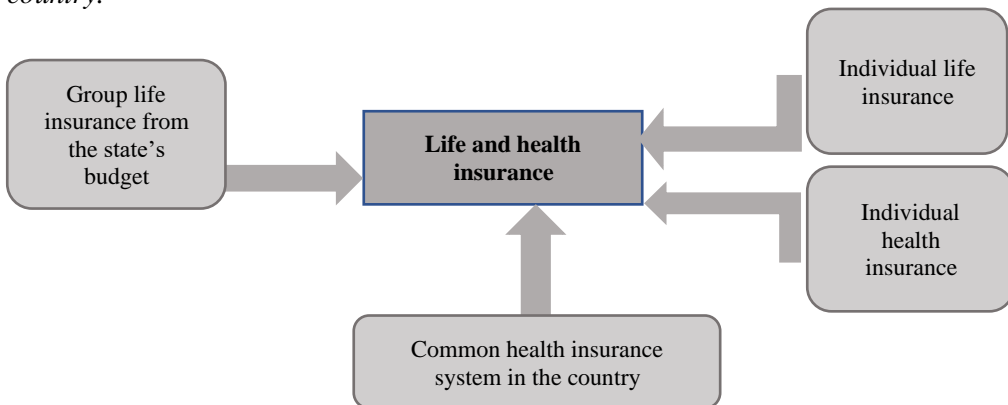 country.
Group life
insurance from
the state's
budget
Life and health
insurance
Individual life
insurance
Individual
health
insurance
Common health insurance
system in the country